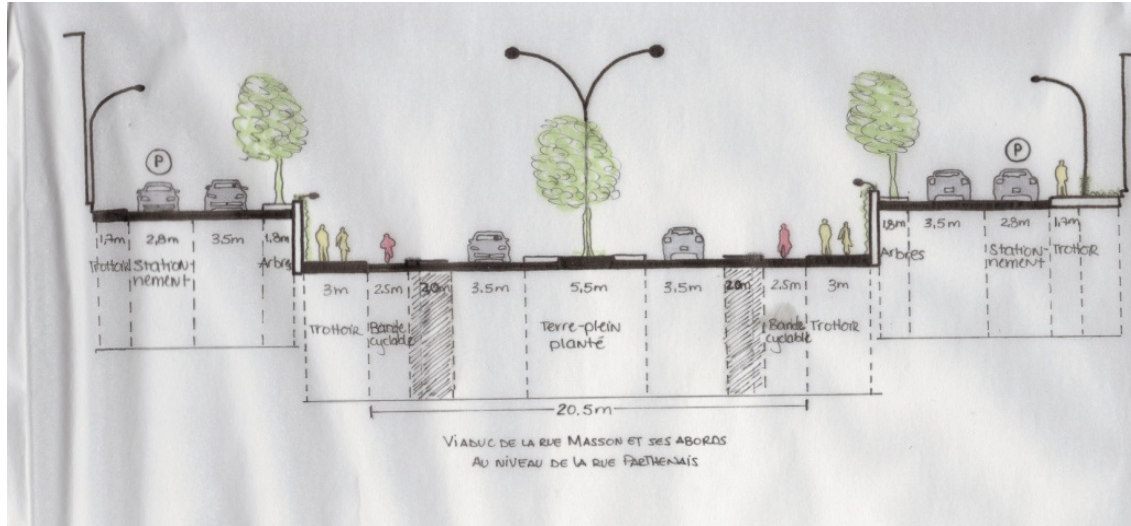 P
P
1,7m 2,8m 3.5m 1,8m
Trottoir Station- Arbres
nement
1,8m 3,5m 2,8m 1,7m
Arbres Station- Trottoir
nement
3m 2.5m 2.0m 3.5m 5.5m 3.5m 2.0m 2.5m 3m
Trottoir Bande Terre-plein Bande Trottoir
cyclable planté cyclable
20.5m
VIADUC DE LA RUE MASSON ET SES ABORDS
AU NIVEAU DE LA RUE PARTHENAIS